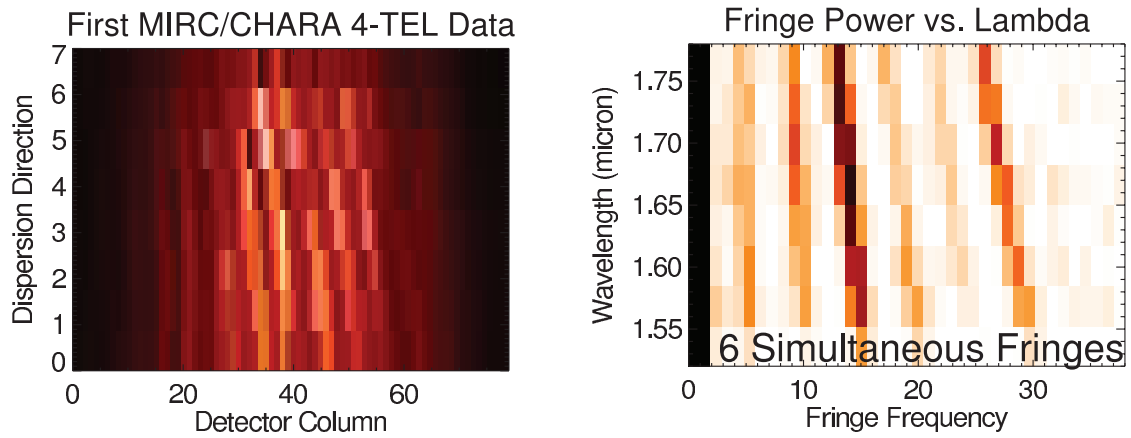 First MIRC/CHARA 4-TEL Data
7
6
5
4
3
2
1
0
Dispersion Direction
0 20 40 60
Detector Column
Fringe Power vs. Lambda
1.75
1.70
1.65
1.60
1.55
Wavelength (micron)
6 Simultaneous Fringes
0 10 20 30
Fringe Frequency